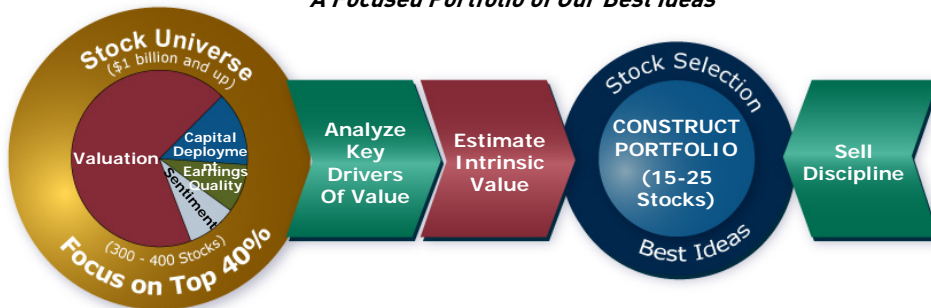 A Focused Portfolio of Our Best Ideas
Stock Universe
($1 billion and up)
Valuation
Capital
Deployme
nt
Earnings
Quality
Sentiment
(300 - 400 Stocks)
Focus on Top 40%
Analyze
Key
Drivers
Of Value
Estimate
Intrinsic
Value
Stock Selection
CONSTRUCT
PORTFOLIO
(15-25
Stocks)
Best Ideas
Sell
Discipline